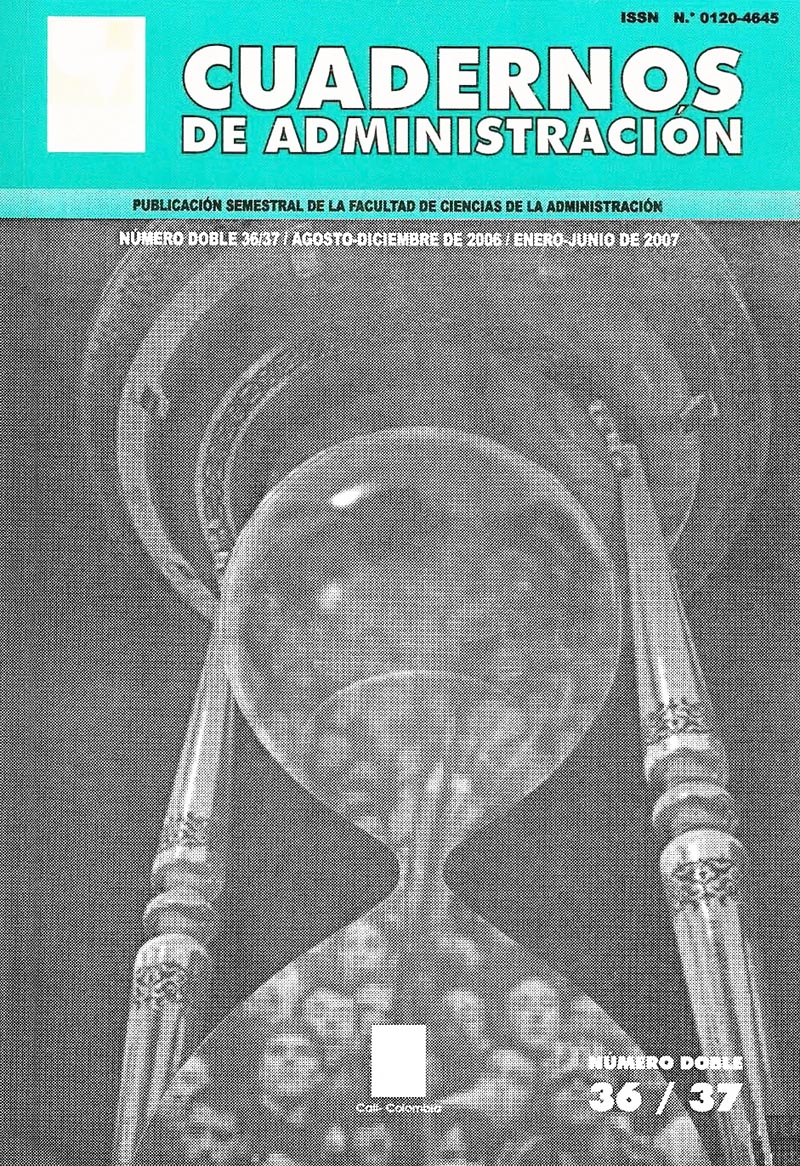 ISSN N.° 0120-4645
CUADERNOS
DE ADMINISTRACIÓN
PUBLICACIÓN SEMESTRAL DE LA FACULTAD DE CIENCIAS DE LA ADMINISTRACIÓN
NÚMERO DOBLE 36/37 / AGOSTO-DICIEMBRE DE 2006 / ENERO-JUNIO DE 2007
NÚMERO DOBLE
36 / 37
Cali- Colombia